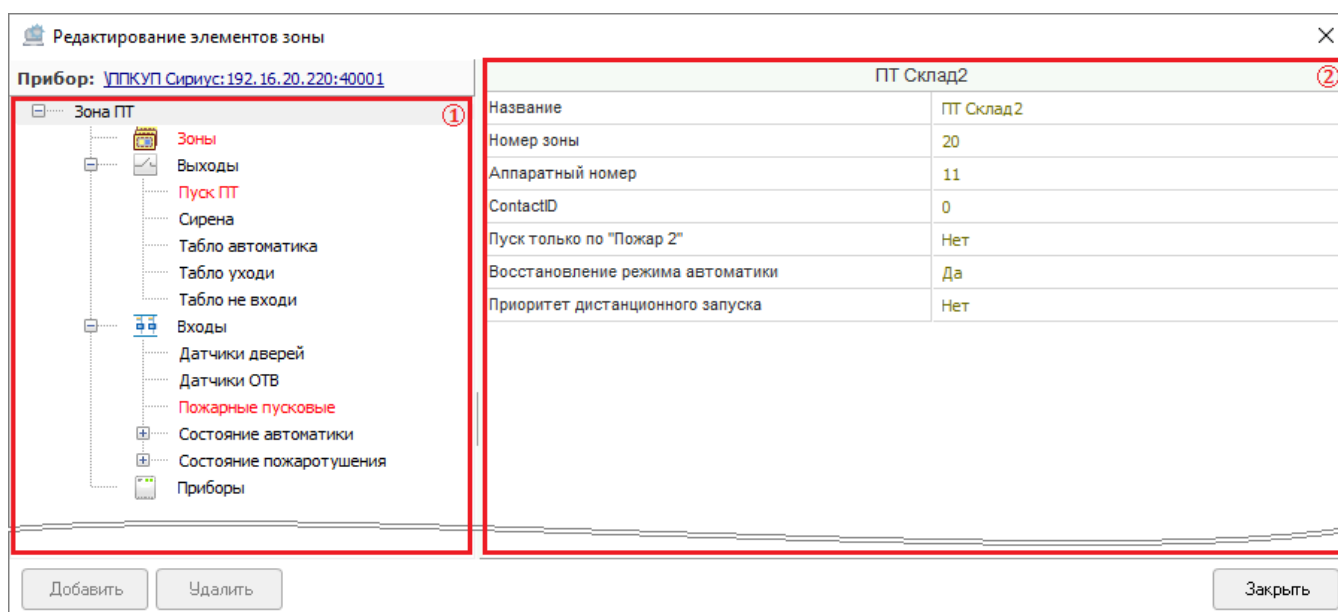 Редактирование элементов зоны
Прибор: \ППКУП Сириус:192.16.20.220:40001
Зона ПТ
①
Зоны
Выходы
Пуск ПТ
Сирена
Табло автоматика
Табло уходи
Табло не входи
Входы
Датчики дверей
Датчики ОТВ
Пожарные пусковые
Состояние автоматики
Состояние пожаротушения
Приборы
ПТ Склад2
②
Название ПТ Склад2
Номер зоны 20
Аппаратный номер 11
ContactID 0
Пуск только по "Пожар 2" Нет
Восстановление режима автоматики Да
Приоритет дистанционного запуска Нет
Добавить Удалить Закрыть